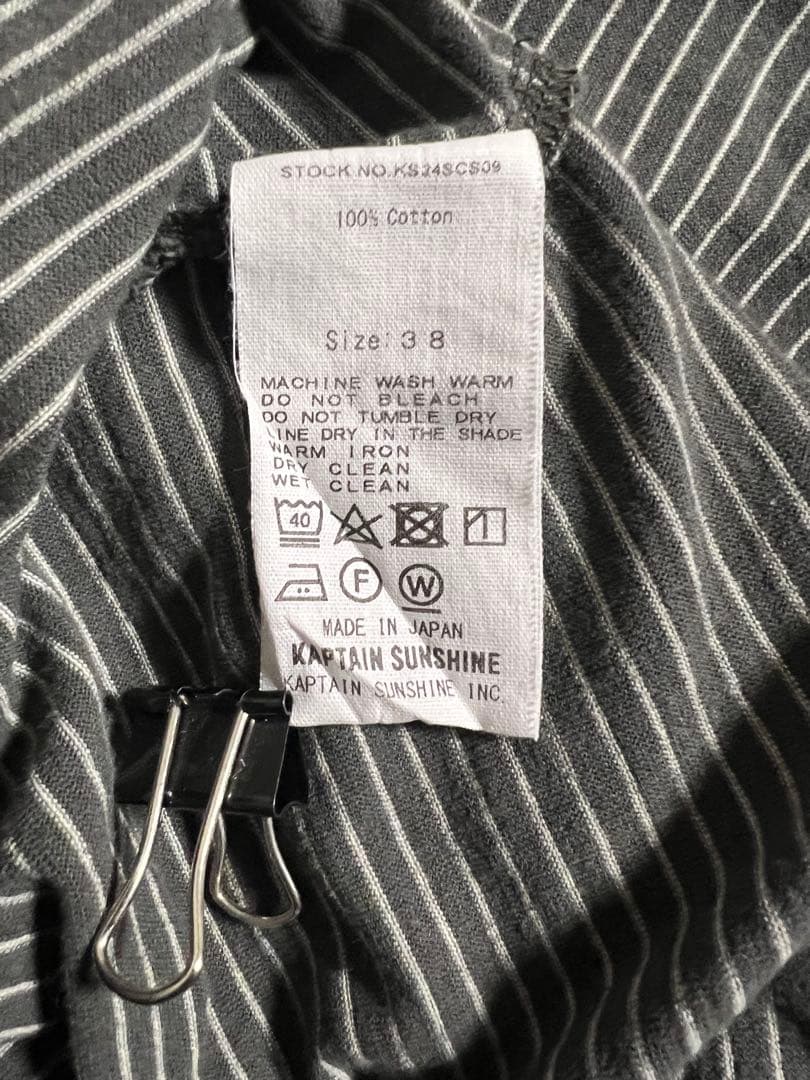 STOCK NO.KS24SCS09
100% Cotton
Size:38
MACHINE WASH WARM
DO NOT BLEACH
DO NOT TUMBLE DRY
LINE DRY IN THE SHADE
WARM IRON
DRY CLEAN
WET CLEAN
40
F
W
MADE IN JAPAN
KAPTAIN SUNSHINE
KAPTAIN SUNSHINE INC.